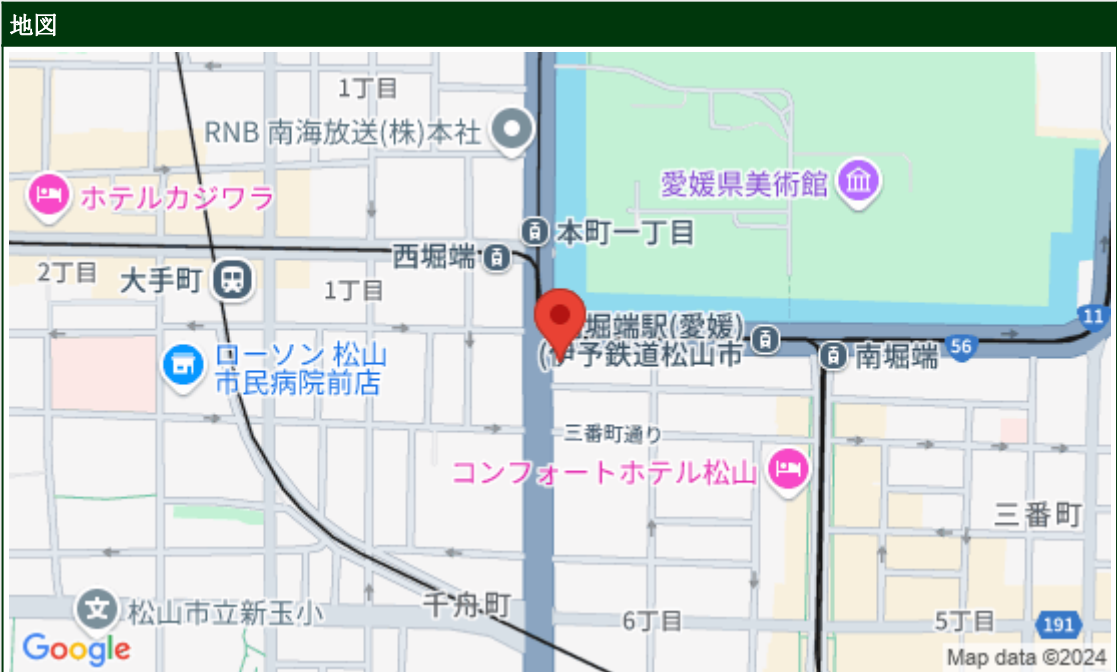 地図
1丁目
RNB 南海放送(株)本社
愛媛県美術館
ホテルカジワラ
本町一丁目
西堀端
2丁目
大手町
1丁目
堀端駅(愛媛)
(伊予鉄道松山市
南堀端
56
11
ローソン 松山
市民病院前店
三番町通り
コンフォートホテル松山
三番町
千舟町
松山市立新玉小
6丁目
5丁目
191
Google
Map data ©2024